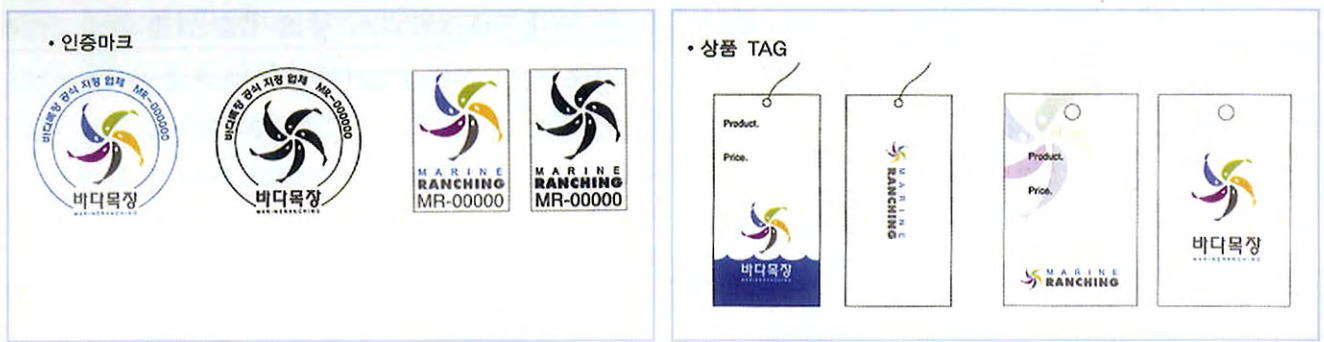 • 인증마크
바다목장 공식 지정 업체 MR-000000
바다목장
MARINERANCHING
바다목장 공식 지정 업체 MR-000000
바다목장
MARINERANCHING
MARINE
RANCHING
MR-00000
MARINE
RANCHING
MR-00000
• 상품 TAG
Product.
Price.
바다목장
MARINE
RANCHING
Product.
Price.
MARINE
RANCHING
바다목장
MARINERANCHING